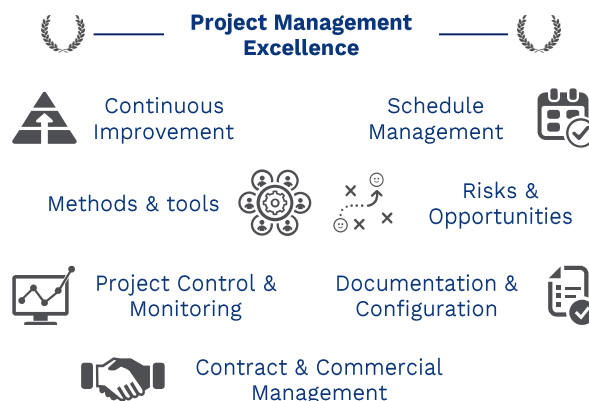 Project Management
Excellence
Continuous
Improvement
Schedule
Management
Methods & tools
Risks &
Opportunities
Project Control &
Monitoring
Documentation &
Configuration
Contract & Commercial
Management